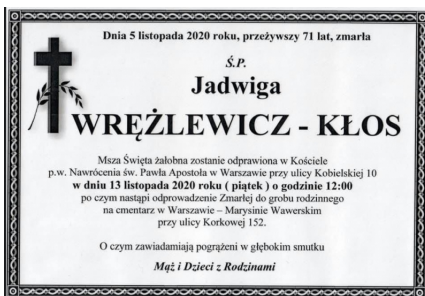 Dnia 5 listopada 2020 roku, przeżywszy 71 lat, zmarła
Ś.P.
Jadwiga
WREŻLEWICZ - KŁOS
Msza Święta żałobna zostanie odprawiona w Kościele
p.w. Nawrócenia św. Pawła Apostoła w Warszawie przy ulicy Kobielskiej 10
w dniu 13 listopada 2020 roku ( piątek ) o godzinie 12:00
po czym nastąpi odprowadzenie Zmarłej do grobu rodzinnego
na cmentarz w Warszawie – Marysinie Wawerskim
przy ulicy Korkowej 152.
O czym zawiadamiają pogrążeni w głębokim smutku
Mąż i Dzieci z Rodzinami